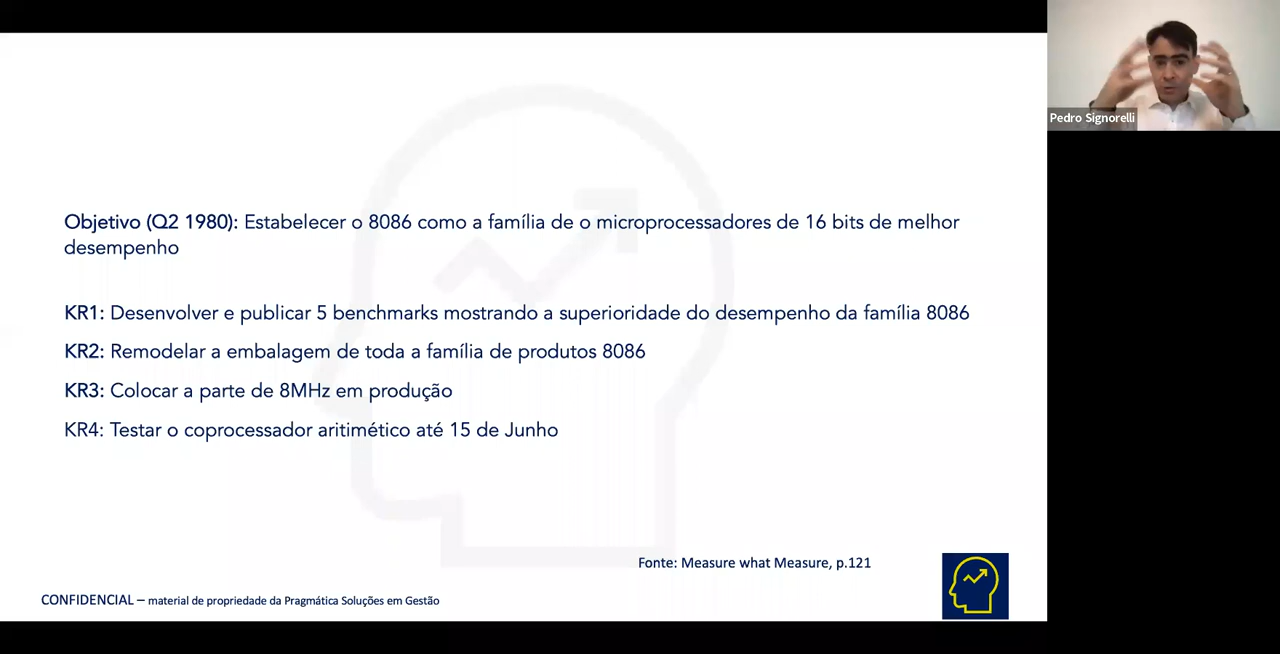 Pedro Signorelli
Objetivo (Q2 1980): Estabelecer o 8086 como a família de o microprocessadores de 16 bits de melhor
desempenho
KR1: Desenvolver e publicar 5 benchmarks mostrando a superioridade do desempenho da família 8086
KR2: Remodelar a embalagem de toda a família de produtos 8086
KR3: Colocar a parte de 8MHz em produção
KR4: Testar o coprocessador aritimético até 15 de Junho
Fonte: Measure what Measure, p.121
CONFIDENCIAL – material de propriedade da Pragmática Soluções em Gestão